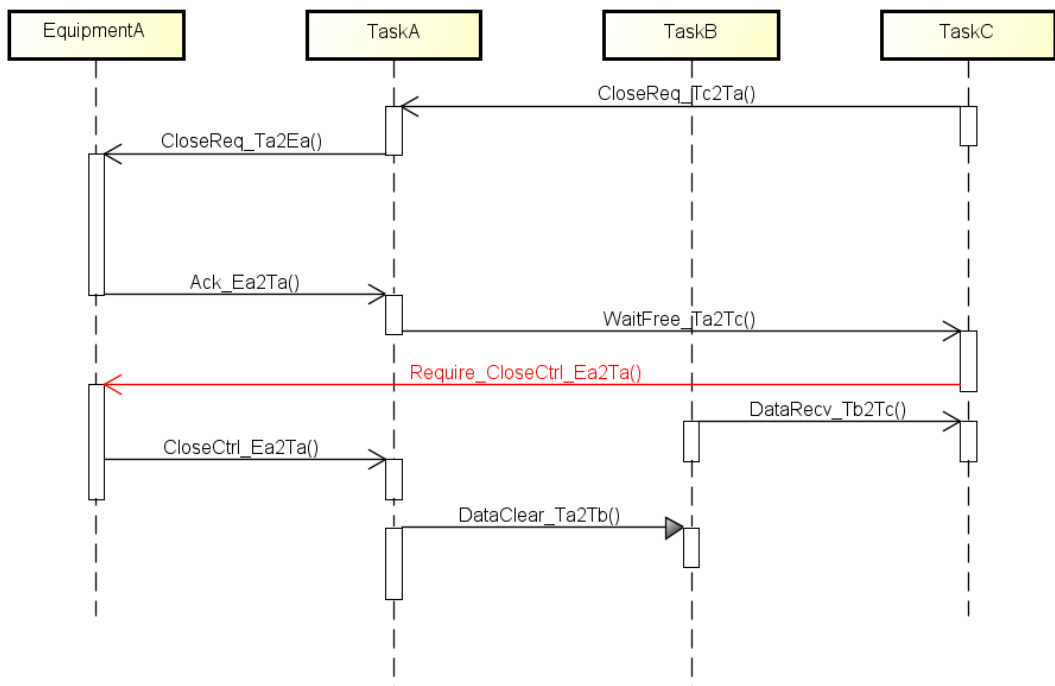 EquipmentA
TaskA
TaskB
TaskC
CloseReq_Tc2Ta()
CloseReq_Ta2Ea()
Ack_Ea2Ta()
WaitFree_Ta2Tc()
Require_CloseCtrl_Ea2Ta()
DataRecv_Tb2Tc()
CloseCtrl_Ea2Ta()
DataClear_Ta2Tb()